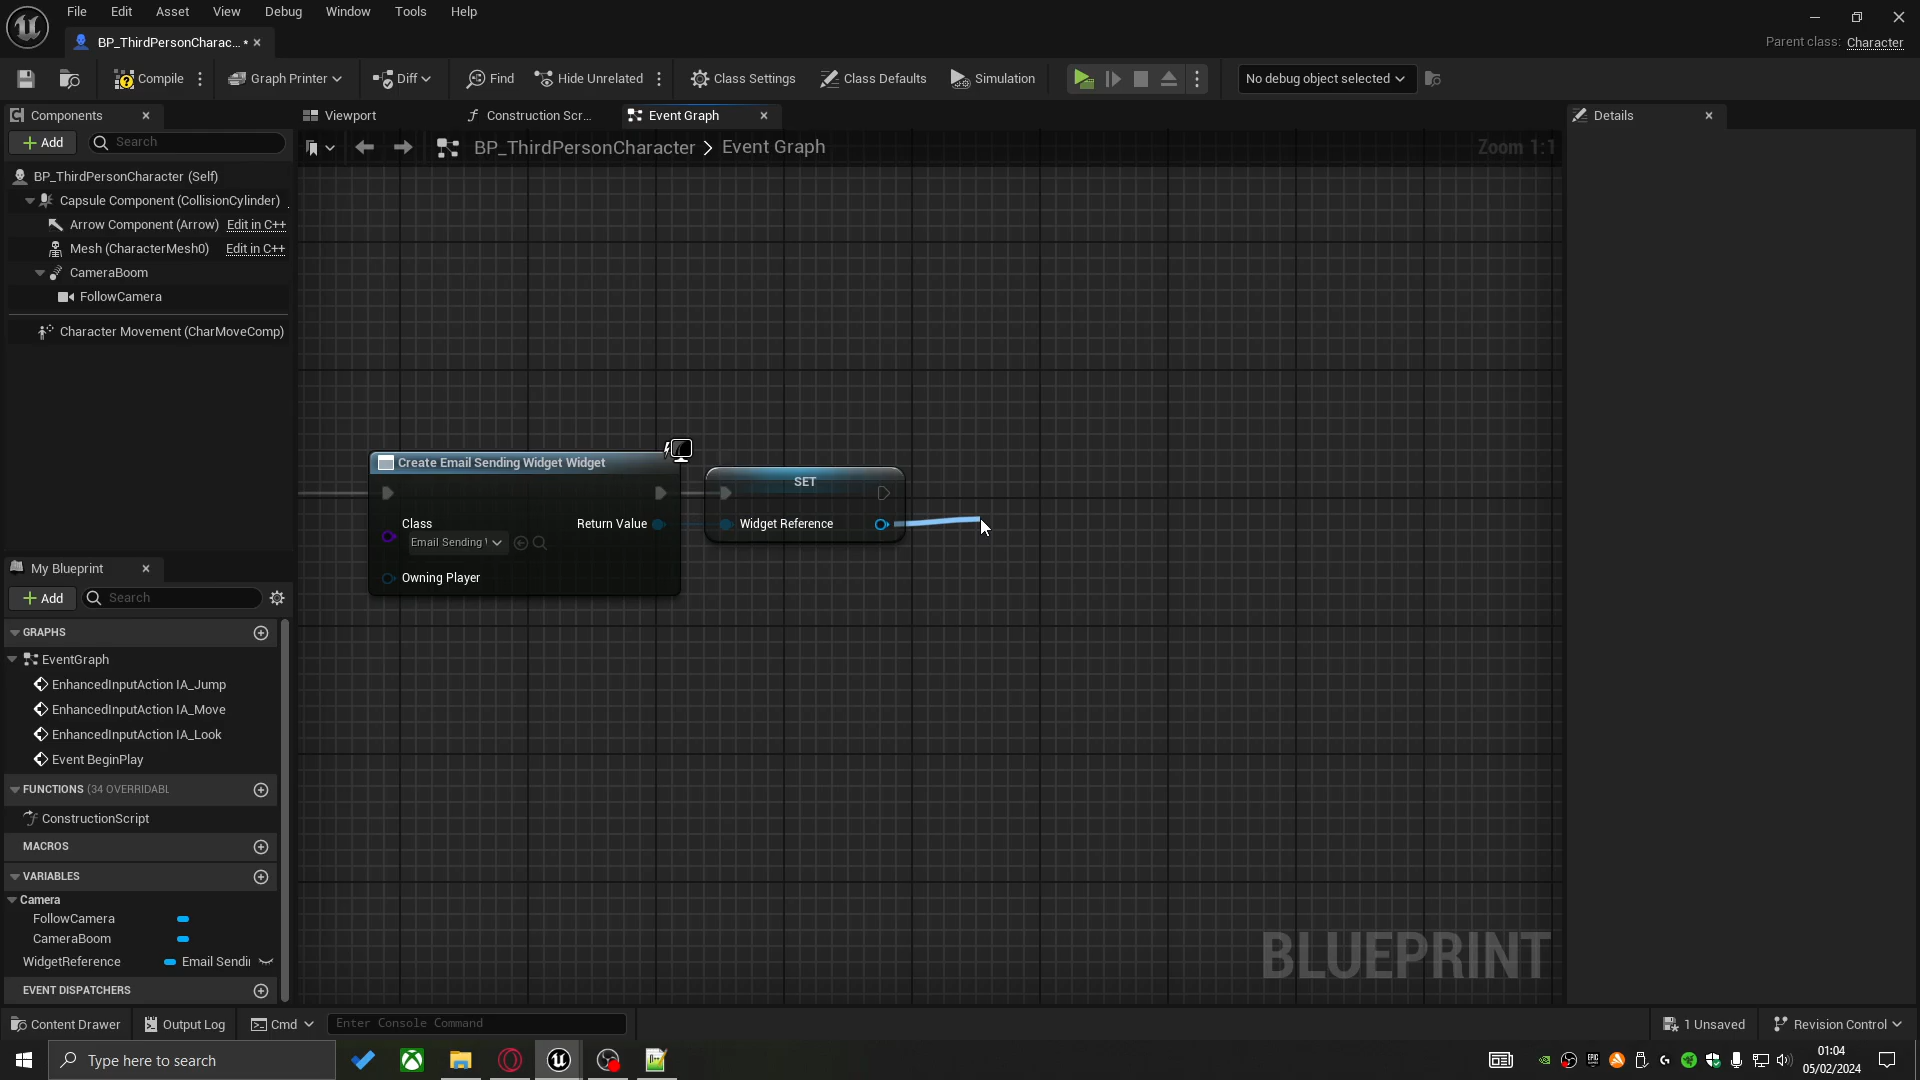 File Edit Asset View Debug Window Tools Help
BP_ThirdPersonCharac... •
Parent class: Character
Compile Graph Printer Diff Find Hide Unrelated Class Settings Class Defaults Simulation No debug object selected
Components Viewport Construction Scr... Event Graph Details
Add Search
BP_ThirdPersonCharacter > Event Graph Zoom 1:1
BP_ThirdPersonCharacter (Self)
Capsule Component (CollisionCylinder)
Arrow Component (Arrow) Edit in C++
Mesh (CharacterMesh0) Edit in C++
CameraBoom
FollowCamera
Character Movement (CharMoveComp)
Create Email Sending Widget Widget
SET
Class
Return Value
Widget Reference
Email Sending
Owning Player
My Blueprint
Add Search
GRAPHS
EventGraph
EnhancedInputAction IA_Jump
EnhancedInputAction IA_Move
EnhancedInputAction IA_Look
Event BeginPlay
FUNCTIONS (34 OVERRIDABL
ConstructionScript
MACROS
VARIABLES
Camera
FollowCamera
CameraBoom
WidgetReference Email Sendi
EVENT DISPATCHERS
BLUEPRINT
Content Drawer Output Log Cmd Enter Console Command 1 Unsaved Revision Control
Type here to search
01:04
05/02/2024